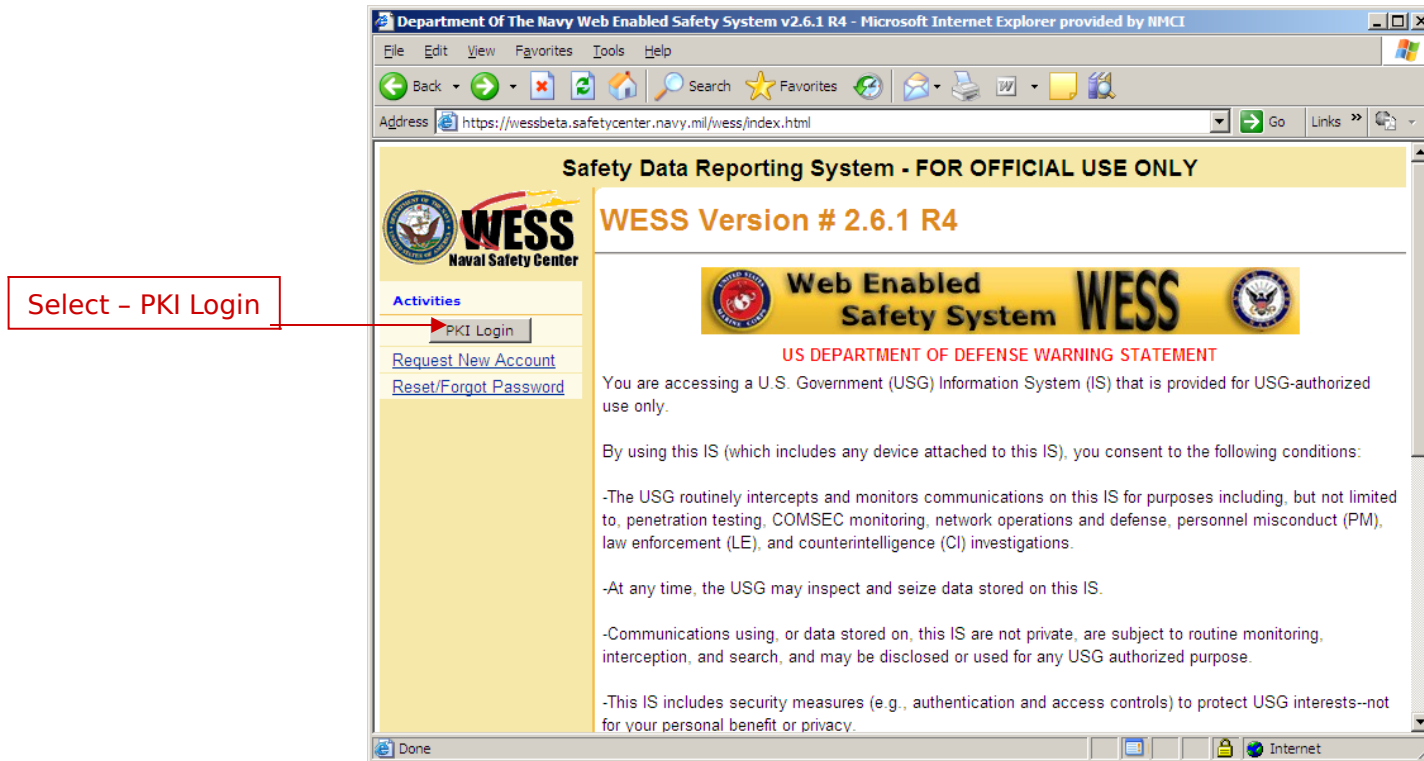 Department Of The Navy Web Enabled Safety System v2.6.1 R4 - Microsoft Internet Explorer provided by NMCI
File Edit View Favorites Tools Help
Back Search Favorites
Address https://wessbeta.safetycenter.navy.mil/wess/index.html Go Links »
Safety Data Reporting System - FOR OFFICIAL USE ONLY
WESS
Naval Safety Center
WESS Version # 2.6.1 R4
Web Enabled
Safety System WESS
Select – PKI Login
Activities
PKI Login
Request New Account
Reset/Forgot Password
US DEPARTMENT OF DEFENSE WARNING STATEMENT
You are accessing a U.S. Government (USG) Information System (IS) that is provided for USG-authorized
use only.
By using this IS (which includes any device attached to this IS), you consent to the following conditions:
-The USG routinely intercepts and monitors communications on this IS for purposes including, but not limited
to, penetration testing, COMSEC monitoring, network operations and defense, personnel misconduct (PM),
law enforcement (LE), and counterintelligence (CI) investigations.
-At any time, the USG may inspect and seize data stored on this IS.
-Communications using, or data stored on, this IS are not private, are subject to routine monitoring,
interception, and search, and may be disclosed or used for any USG authorized purpose.
-This IS includes security measures (e.g., authentication and access controls) to protect USG interests--not
for your personal benefit or privacy.
Done Internet